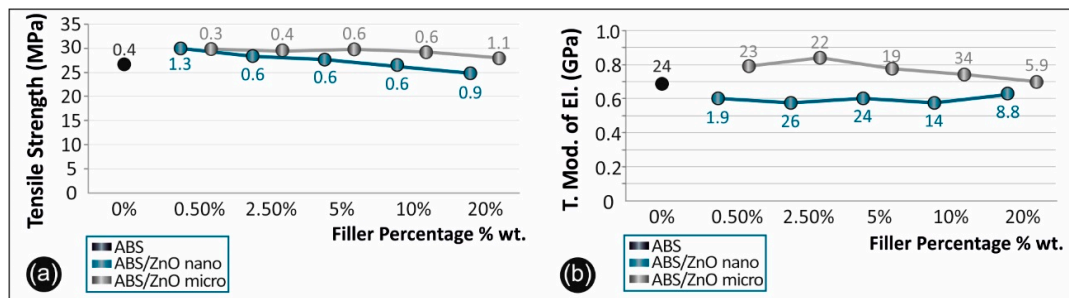 Tensile Strength (MPa)
35
30
25
20
15
10
5
0
0.4
0.3
0.4
0.6
0.6
1.1
1.3
0.6
0.6
0.6
0.9
0% 0.50% 2.50% 5% 10% 20%
Filler Percentage % wt.
(a)
ABS
ABS/ZnO nano
ABS/ZnO micro
T. Mod. of El. (GPa)
1.0
0.8
0.6
0.4
0.2
0
24
23
22
19
34
5.9
1.9
26
24
14
8.8
0% 0.50% 2.50% 5% 10% 20%
Filler Percentage % wt.
(b)
ABS
ABS/ZnO nano
ABS/ZnO micro